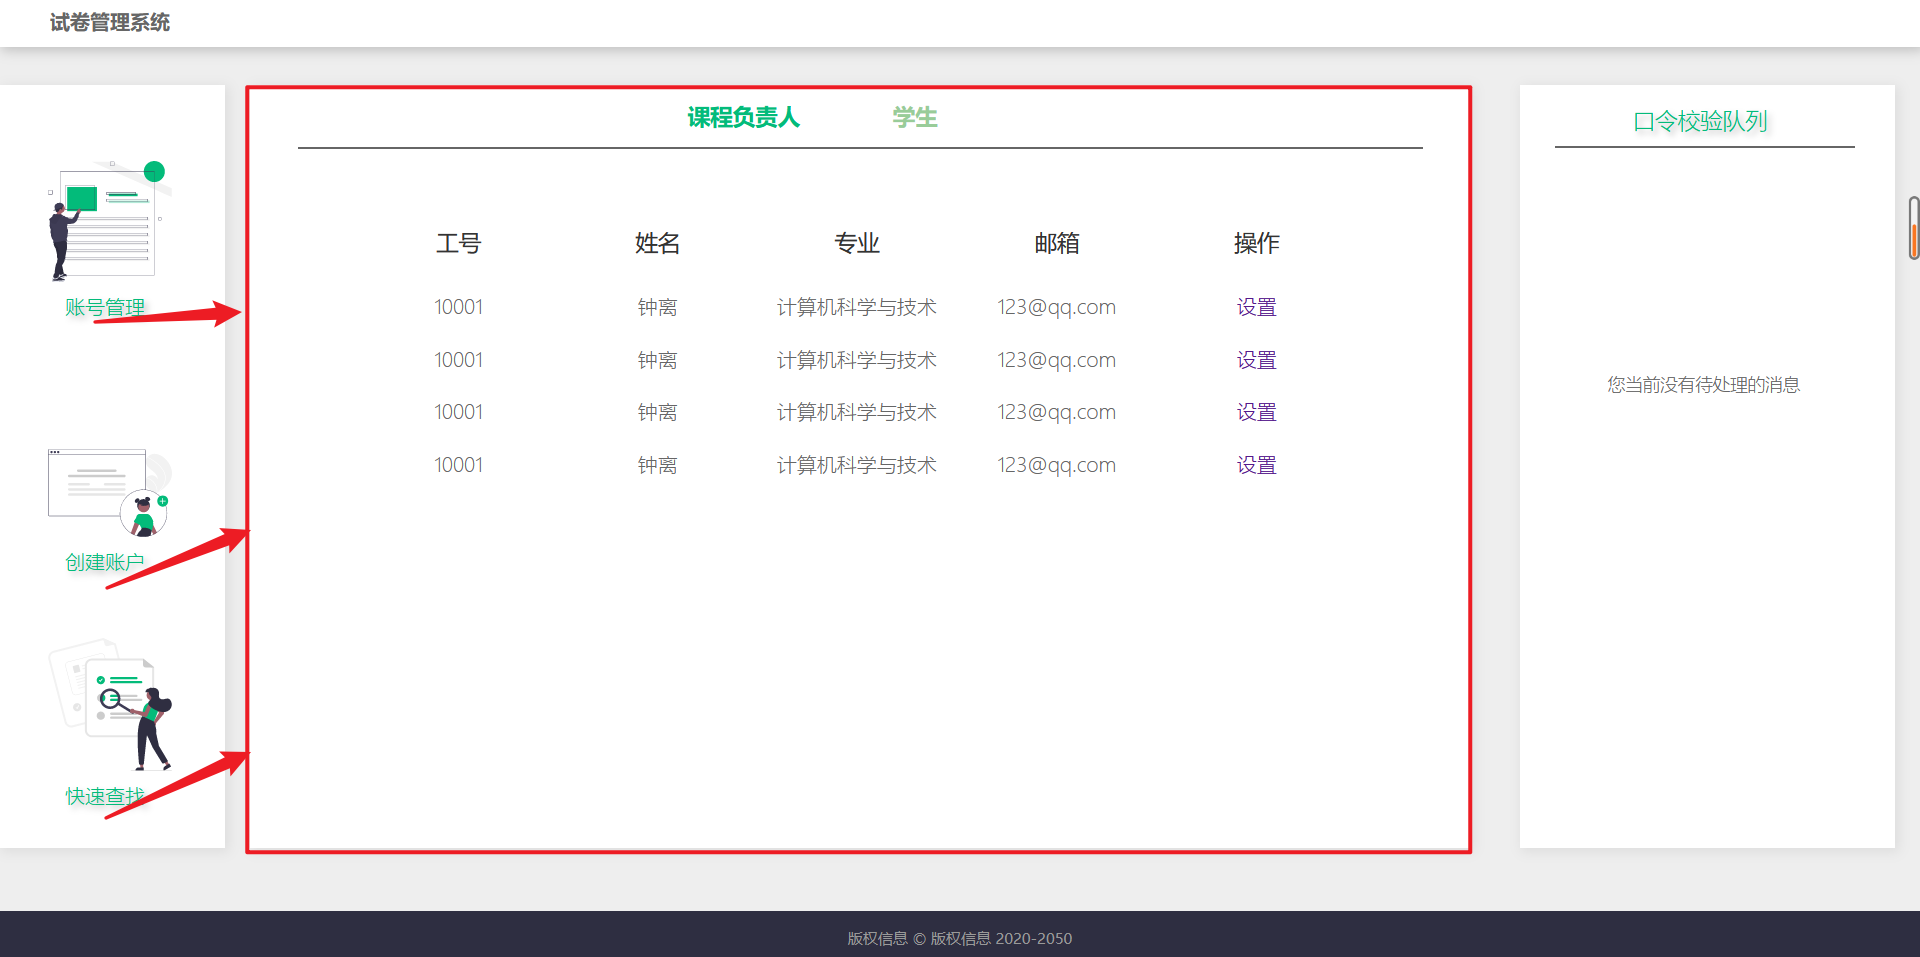 试卷管理系统
账号管理
创建账户
快速查找
课程负责人 学生
工号 姓名 专业 邮箱 操作
10001 钟离 计算机科学与技术 123@qq.com 设置
10001 钟离 计算机科学与技术 123@qq.com 设置
10001 钟离 计算机科学与技术 123@qq.com 设置
10001 钟离 计算机科学与技术 123@qq.com 设置
口令校验队列
您当前没有待处理的消息
版权信息 © 版权信息 2020-2050